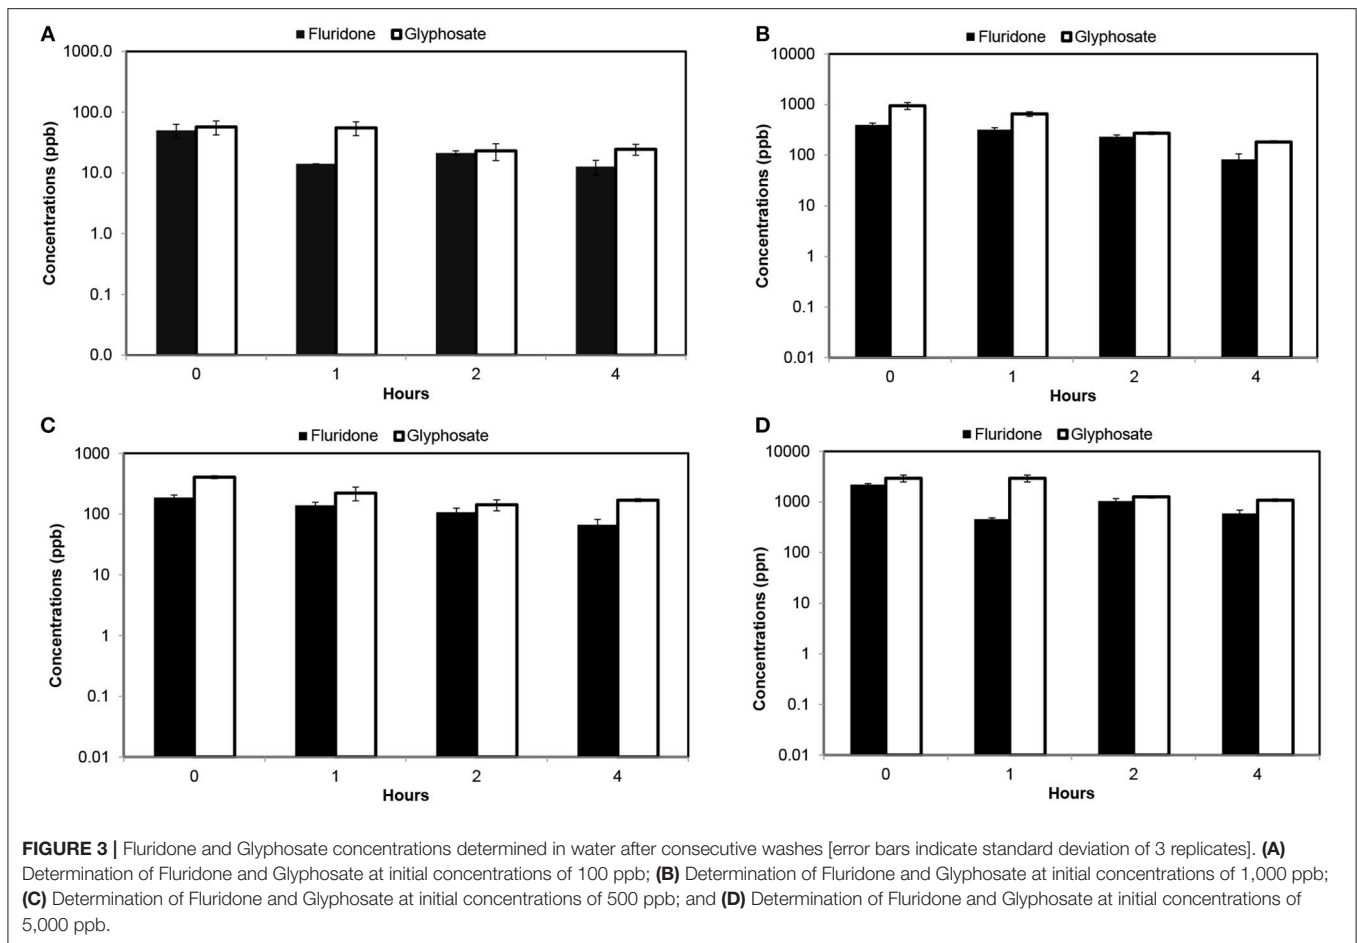 A
Fluridone Glyphosate
1000.0
100.0
10.0
1.0
0.1
0.0
Concentrations (ppb)
0 1 2 4
Hours
B
Fluridone Glyphosate
10000
1000
100
10
1
0.1
0.01
Concentrations (ppb)
0 1 2 4
Hours
C
Fluridone Glyphosate
1000
100
10
1
0.1
0.01
Concentrations (ppb)
0 1 2 4
Hours
D
Fluridone Glyphosate
10000
1000
100
10
1
0.1
0.01
Concentrations (ppn)
0 1 2 4
Hours
FIGURE 3 | Fluridone and Glyphosate concentrations determined in water after consecutive washes [error bars indicate standard deviation of 3 replicates]. (A)
Determination of Fluridone and Glyphosate at initial concentrations of 100 ppb; (B) Determination of Fluridone and Glyphosate at initial concentrations of 1,000 ppb;
(C) Determination of Fluridone and Glyphosate at initial concentrations of 500 ppb; and (D) Determination of Fluridone and Glyphosate at initial concentrations of
5,000 ppb.